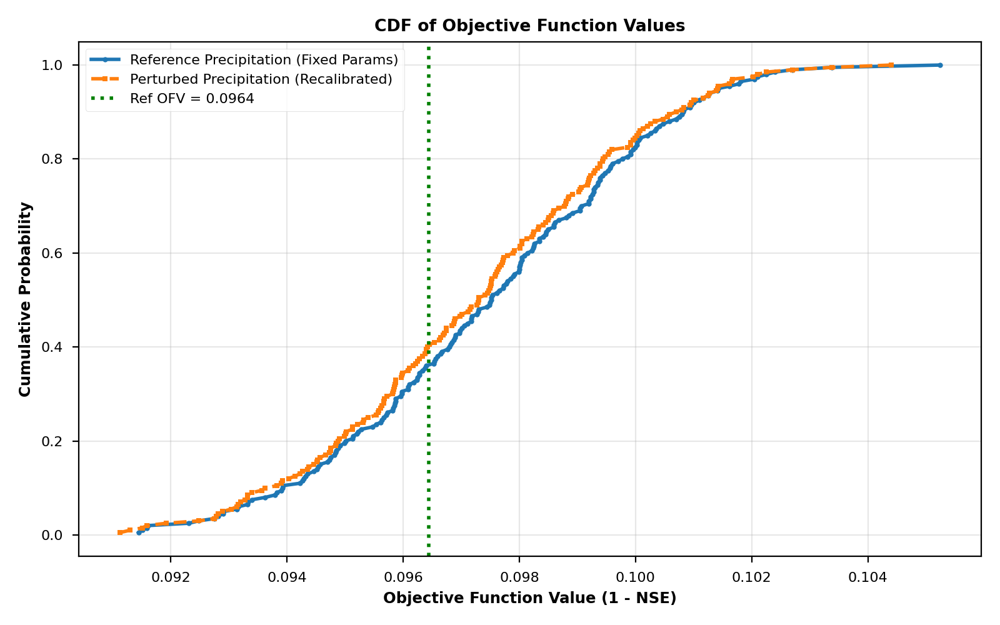 CDF of Objective Function Values
Reference Precipitation (Fixed Params)
Perturbed Precipitation (Recalibrated)
Ref OFV = 0.0964
Cumulative Probability
1.0
0.8
0.6
0.4
0.2
0.0
0.092
0.094
0.096
0.098
0.100
0.102
0.104
Objective Function Value (1 - NSE)